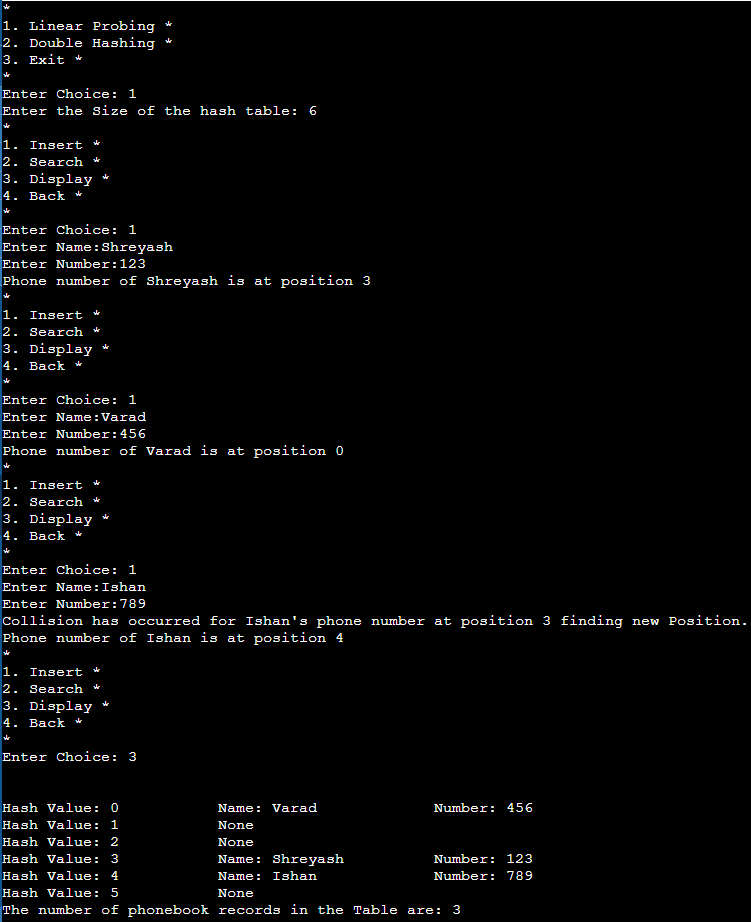 *
1. Linear Probing *
2. Double Hashing *
3. Exit *
*
Enter Choice: 1
Enter the Size of the hash table: 6
*
1. Insert *
2. Search *
3. Display *
4. Back *
*
Enter Choice: 1
Enter Name:Shreyash
Enter Number:123
Phone number of Shreyash is at position 3
*
1. Insert *
2. Search *
3. Display *
4. Back *
*
Enter Choice: 1
Enter Name:Varad
Enter Number:456
Phone number of Varad is at position 0
*
1. Insert *
2. Search *
3. Display *
4. Back *
*
Enter Choice: 1
Enter Name:Ishan
Enter Number:789
Collision has occurred for Ishan's phone number at position 3 finding new Position.
Phone number of Ishan is at position 4
*
1. Insert *
2. Search *
3. Display *
4. Back *
*
Enter Choice: 3
Hash Value: 0 Name: Varad Number: 456
Hash Value: 1 None
Hash Value: 2 None
Hash Value: 3 Name: Shreyash Number: 123
Hash Value: 4 Name: Ishan Number: 789
Hash Value: 5 None
The number of phonebook records in the Table are: 3